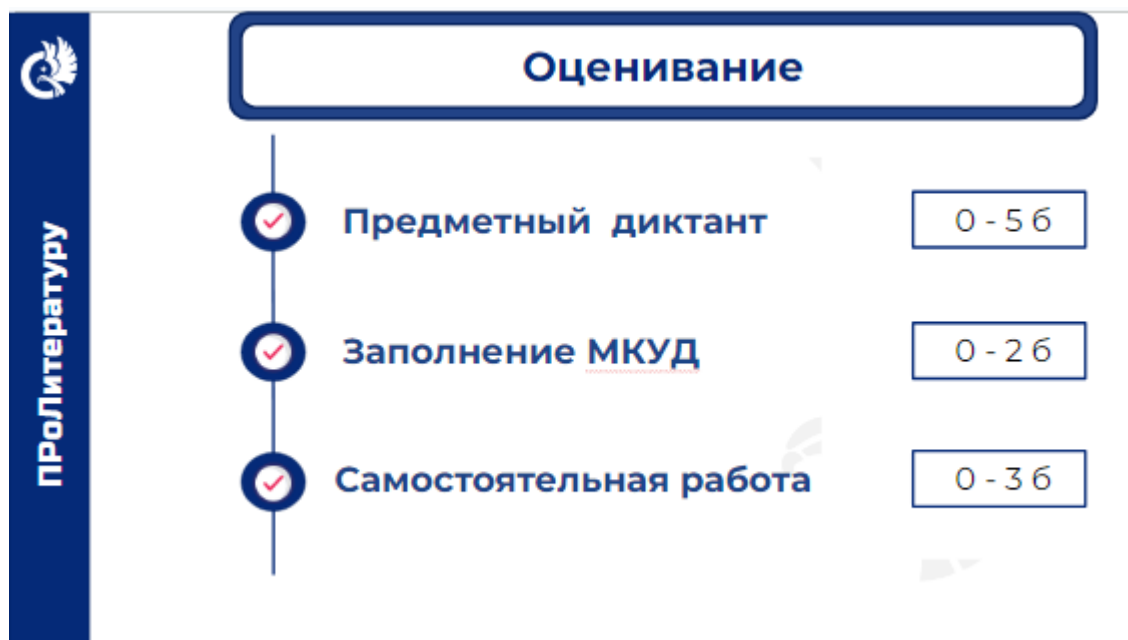 Оценивание
ПРоЛитературу
Предметный диктант
0 - 5 б
Заполнение МКУД
0 - 2 б
Самостоятельная работа
0 - 3 б